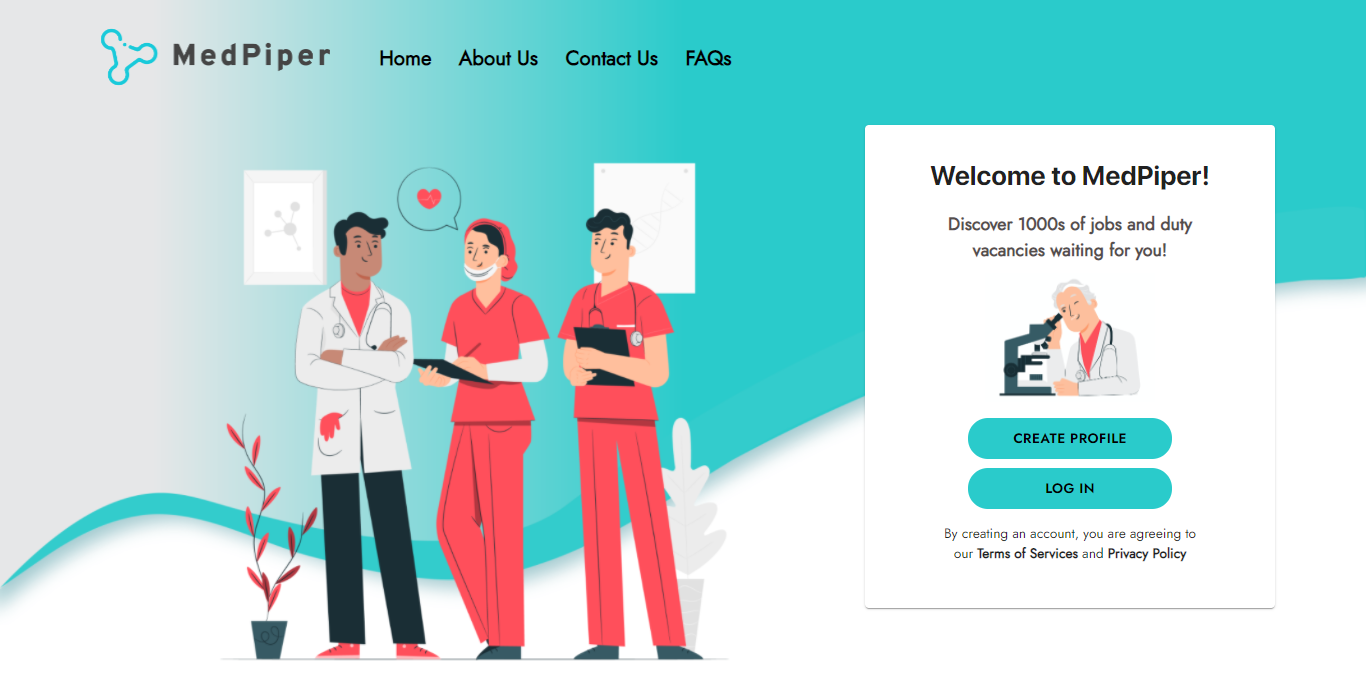 MedPiper
Home About Us Contact Us FAQs
Welcome to MedPiper!
Discover 1000s of jobs and duty
vacancies waiting for you!
CREATE PROFILE
LOG IN
By creating an account, you are agreeing to
our Terms of Services and Privacy Policy